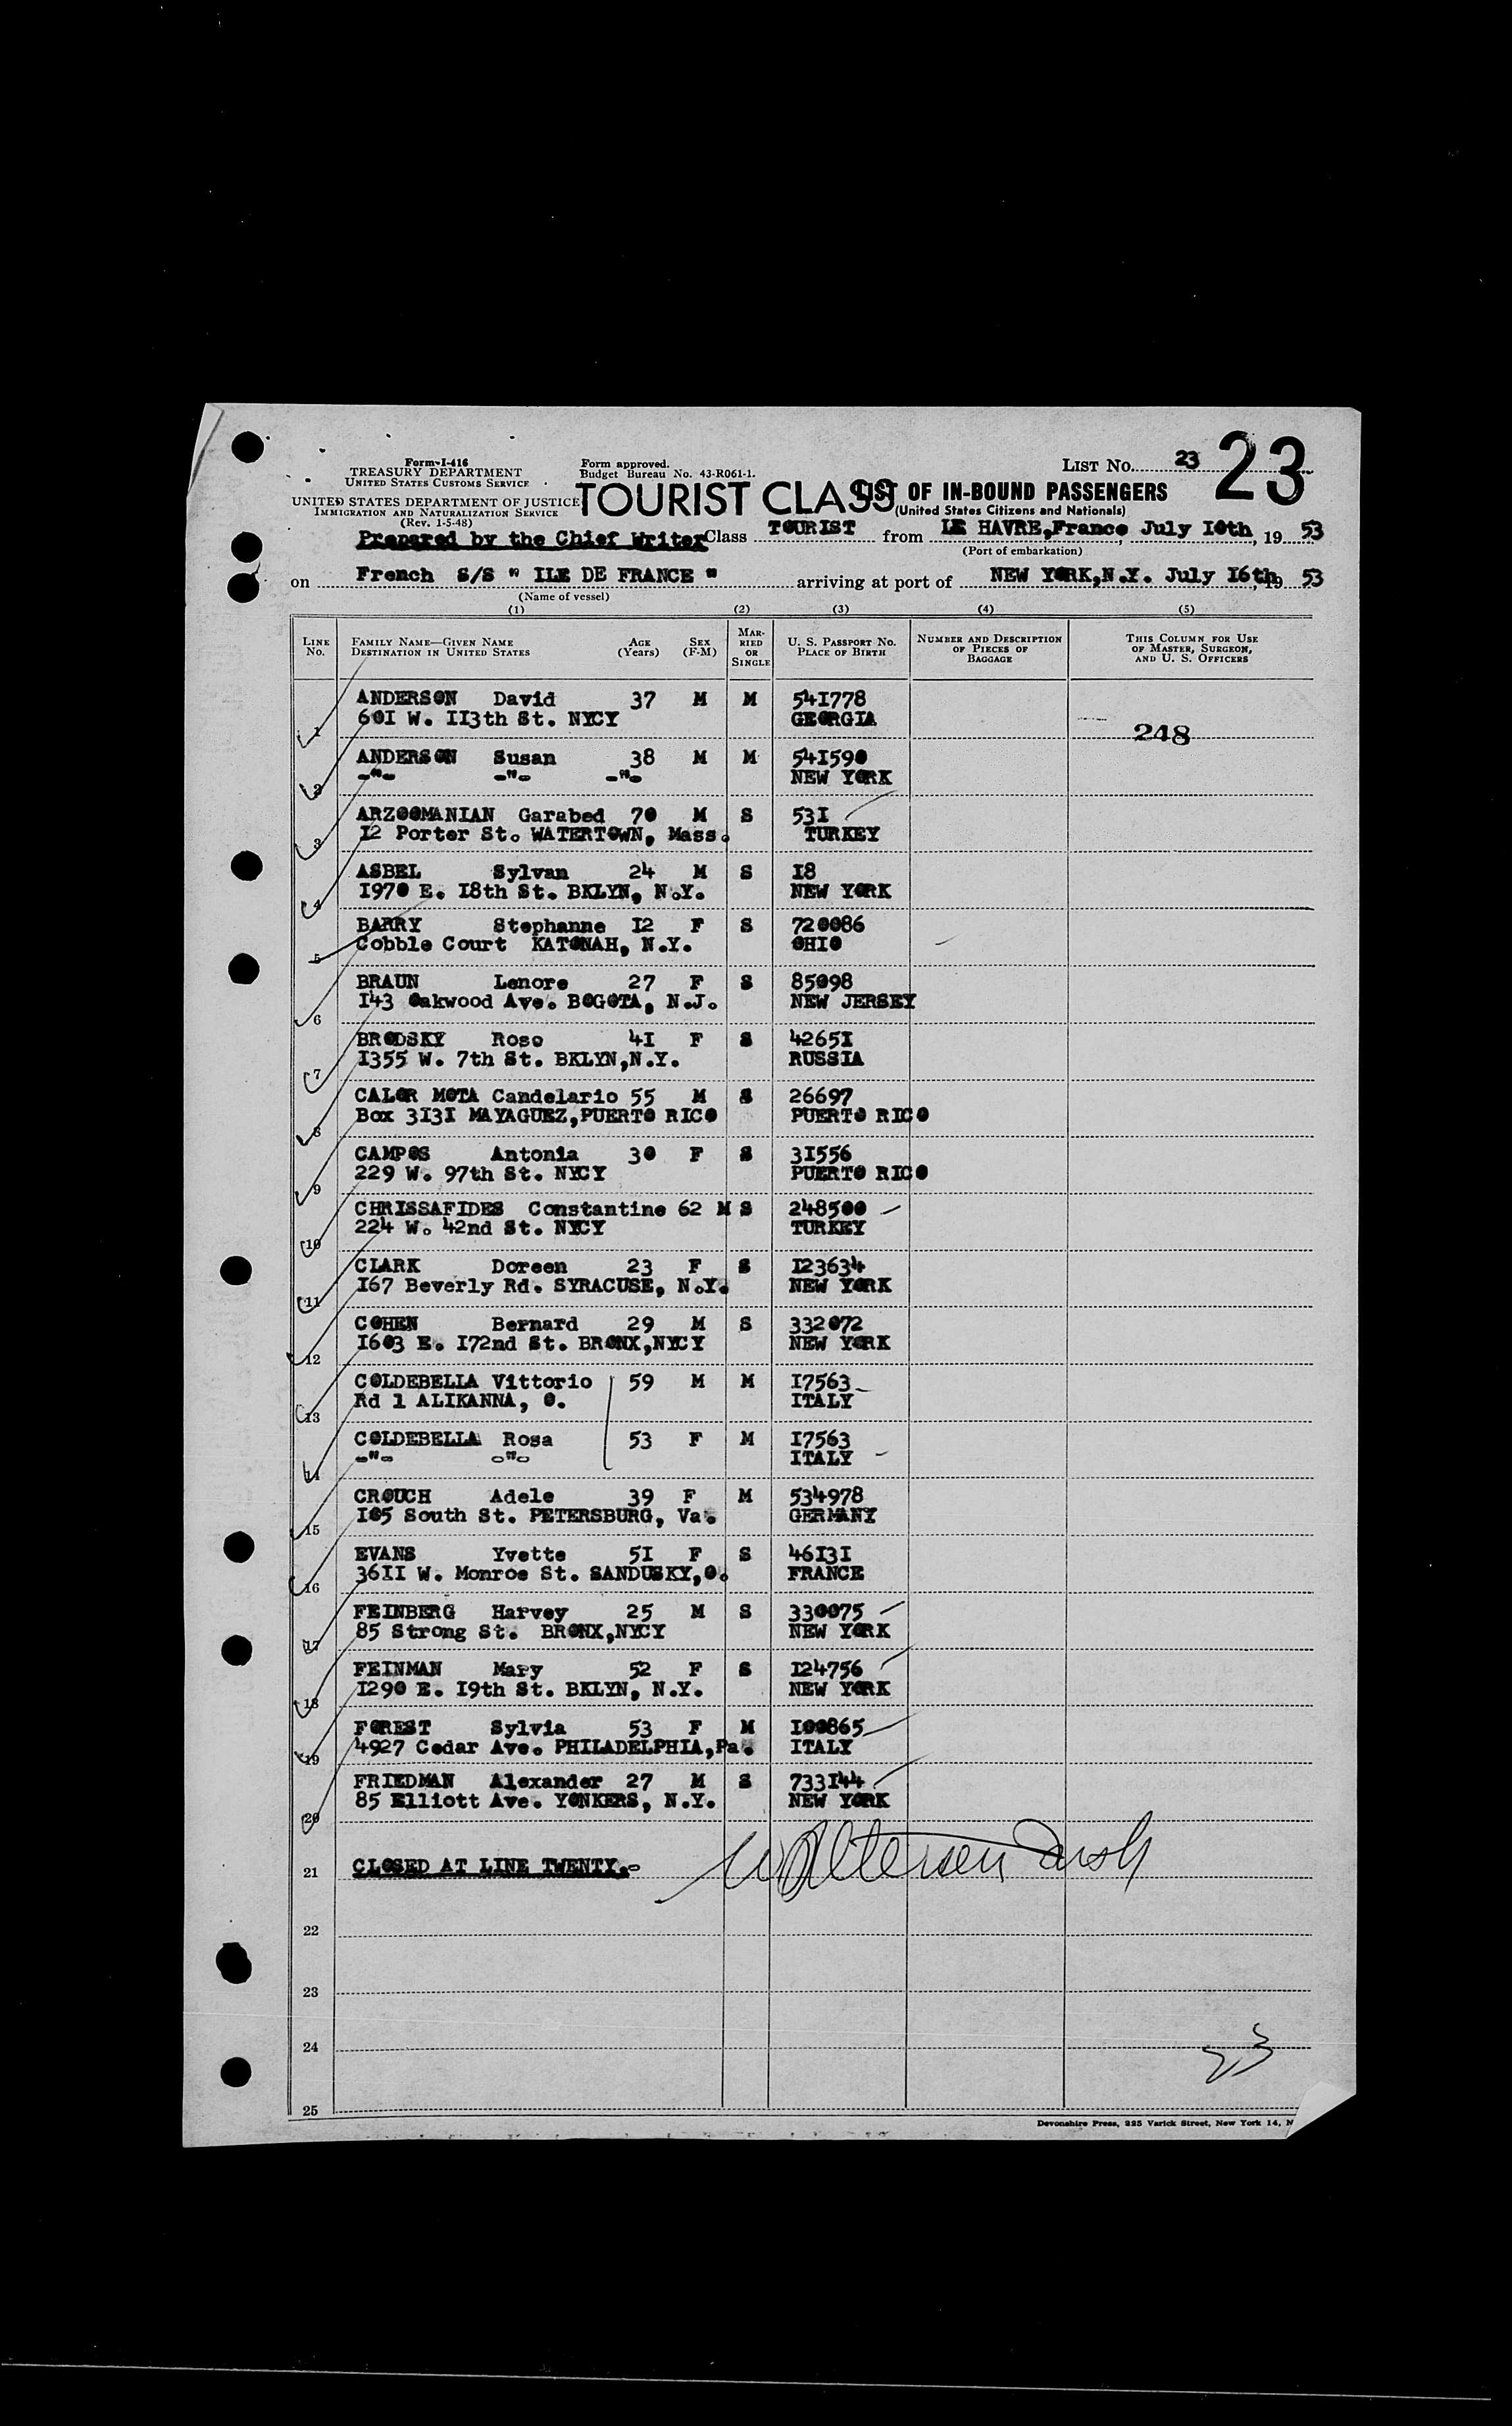 Form I-416
TREASURY DEPARTMENT
UNITED STATES CUSTOMS SERVICE
UNITED STATES DEPARTMENT OF JUSTICE
IMMIGRATION AND NATURALIZATION SERVICE
(Rev. 1-5-48)
Form approved.
Budget Bureau No. 43-R061-1.
LIST No. 23
23
TOURIST CLASS
LIST OF IN-BOUND PASSENGERS
(United States Citizens and Nationals)
Prepared by the Chief Writer Class TOURIST from LE HAVRE,France, July 10th, 19 53
(Port of embarkation)
on French S/S " ILE DE FRANCE " arriving at port of NEW YORK,N.Y. July 16th, 19 53
(Name of vessel)
(1) (2) (3) (4) (5)
LINE No.
FAMILY NAME—GIVEN NAME
DESTINATION IN UNITED STATES
AGE (Years)
SEX (F-M)
MARRIED OR SINGLE
U. S. PASSPORT NO.
PLACE OF BIRTH
NUMBER AND DESCRIPTION OF PIECES OF BAGGAGE
THIS COLUMN FOR USE OF MASTER, SURGEON, AND U. S. OFFICERS
1 ANDERSON David 37 M M 541778
601 W. 113th St. NYCY GEORGIA
248
2 ANDERSON Susan 38 M M 541590
-"- -"- -"- NEW YORK
3 ARZOOMANIAN Garabed 70 M S 531
12 Porter St. WATERTOWN, Mass. TURKEY
4 ASBEL Sylvan 24 M S 18
1970 E. 18th St. BKLYN, N.Y. NEW YORK
5 BARRY Stephanne 12 F S 720086
Cobble Court KATONAH, N.Y. OHIO
6 BRAUN Lenore 27 F S 85098
143 Oakwood Ave. BOGOTA, N.J. NEW JERSEY
7 BRODSKY Rose 41 F S 42651
1355 W. 7th St. BKLYN,N.Y. RUSSIA
8 CALOR MOTA Candelario 55 M S 26697
Box 3131 MAYAGUEZ,PUERTO RICO PUERTO RICO
9 CAMPOS Antonia 30 F S 31556
229 W. 97th St. NYCY PUERTO RICO
10 CHRISSAFIDES Constantine 62 M S 248500
224 W. 42nd St. NYCY TURKEY
11 CLARK Doreen 23 F S 123634
167 Beverly Rd. SYRACUSE, N.Y. NEW YORK
12 COHEN Bernard 29 M S 332072
1603 E. 172nd St. BRONX,NYCY NEW YORK
13 COLDEBELLA Vittorio 59 M M 17563
Rd 1 ALIKANNA, O. ITALY
14 COLDEBELLA Rosa 53 F M 17563
-"- -"- ITALY
15 CROUCH Adele 39 F M 534978
105 South St. PETERSBURG, Va. GERMANY
16 EVANS Yvette 51 F S 46131
3611 W. Monroe St. SANDUSKY,O. FRANCE
17 FEINBERG Harvey 25 M S 330075
85 Strong St. BRONX,NYCY NEW YORK
18 FEINMAN Mary 52 F S 124756
1290 E. 19th St. BKLYN, N.Y. NEW YORK
19 FOREST Sylvia 53 F M 100865
4927 Cedar Ave. PHILADELPHIA,Pa. ITALY
20 FRIEDMAN Alexander 27 M S 733144
85 Elliott Ave. YONKERS, N.Y. NEW YORK
21 CLOSED AT LINE TWENTY.-
22
23
24
23
25
Devonshire Press, 225 Varick Street, New York 14, N